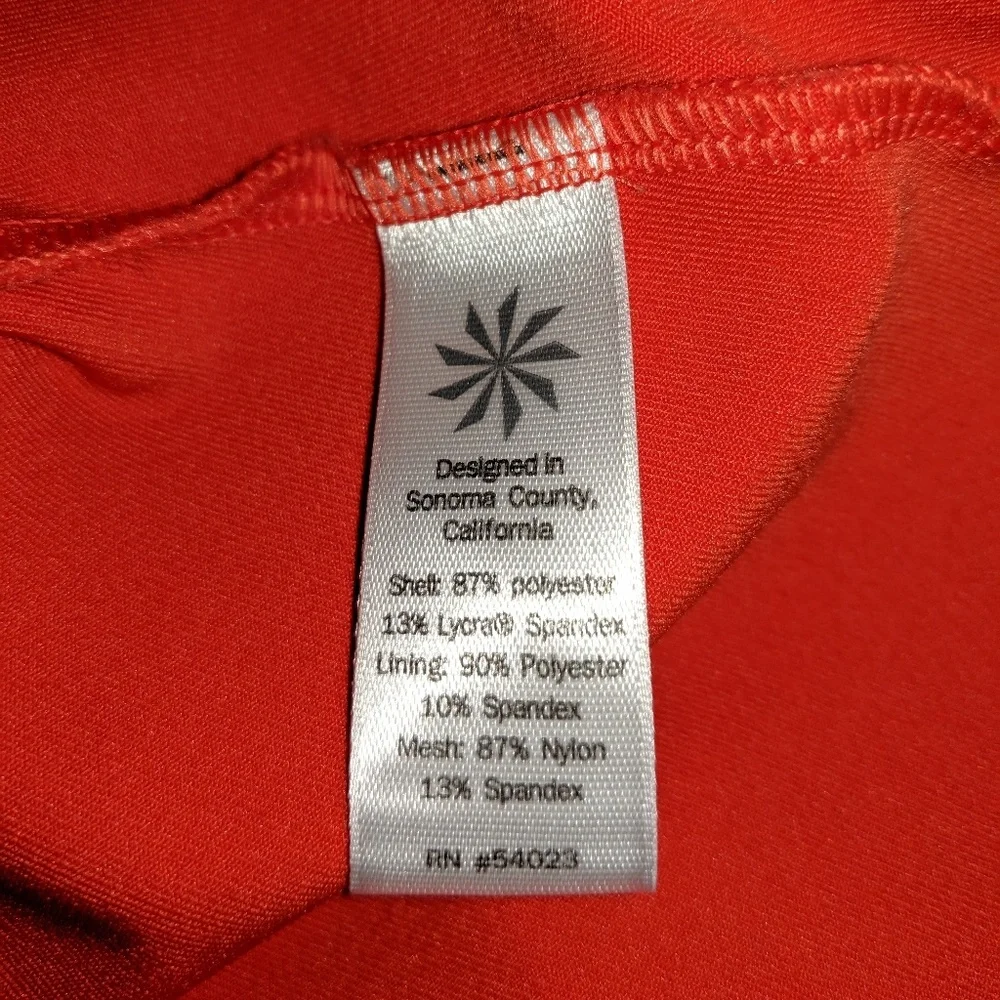 Designed in
Sonoma County,
California
Shell: 87% polyester
13% Lycra® Spandex
Lining: 90% Polyester
10% Spandex
Mesh: 87% Nylon
13% Spandex
RN #54023